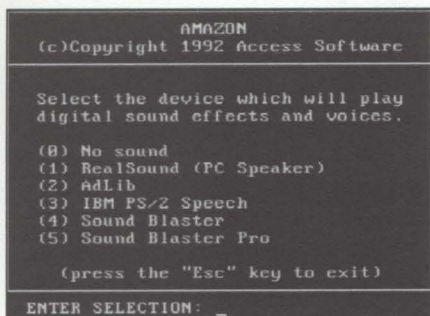 AMAZON
(c)Copyright 1992 Access Software
Select the device which will play
digital sound effects and voices.
(0) No sound
(1) RealSound (PC Speaker)
(2) AdLib
(3) IBM PS/2 Speech
(4) Sound Blaster
(5) Sound Blaster Pro
(press the "Esc" key to exit)
ENTER SELECTION: _